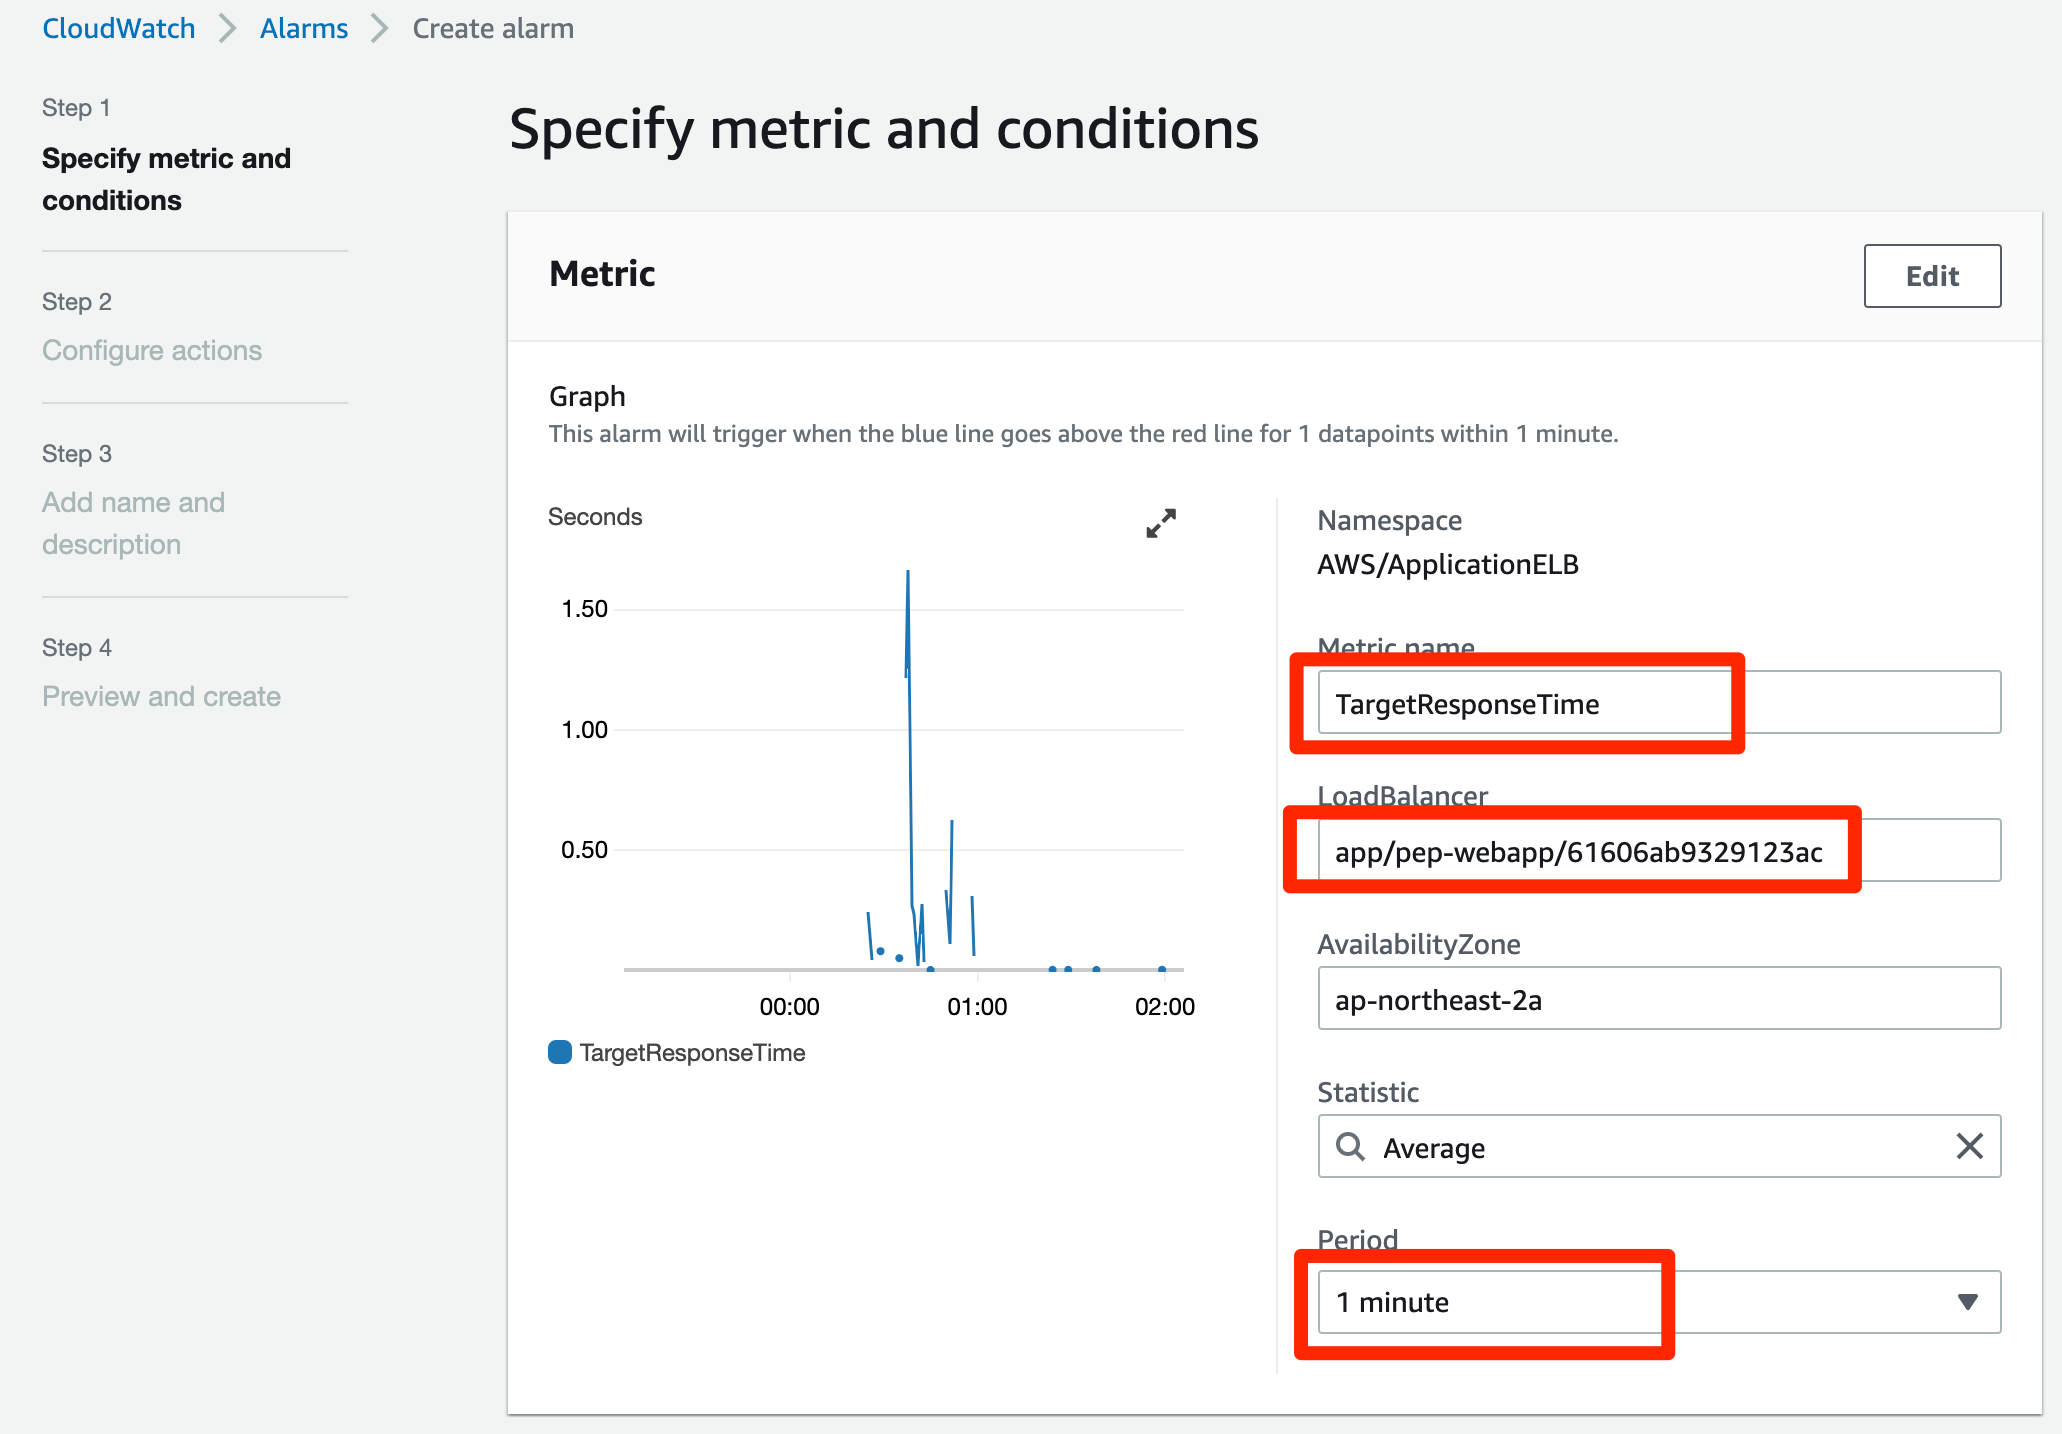 CloudWatch
Alarms
Create alarm
Step 1
Specify metric and
conditions
Step 2
Configure actions
Step 3
Add name and
description
Step 4
Preview and create
Specify metric and conditions
Metric
Edit
Graph
This alarm will trigger when the blue line goes above the red line for 1 datapoints within 1 minute.
Seconds
1.50
1.00
0.50
00:00
01:00
02:00
TargetResponseTime
Namespace
AWS/ApplicationELB
Metric name
TargetResponseTime
LoadBalancer
app/pep-webapp/61606ab9329123ac
AvailabilityZone
ap-northeast-2a
Statistic
Average
Period
1 minute